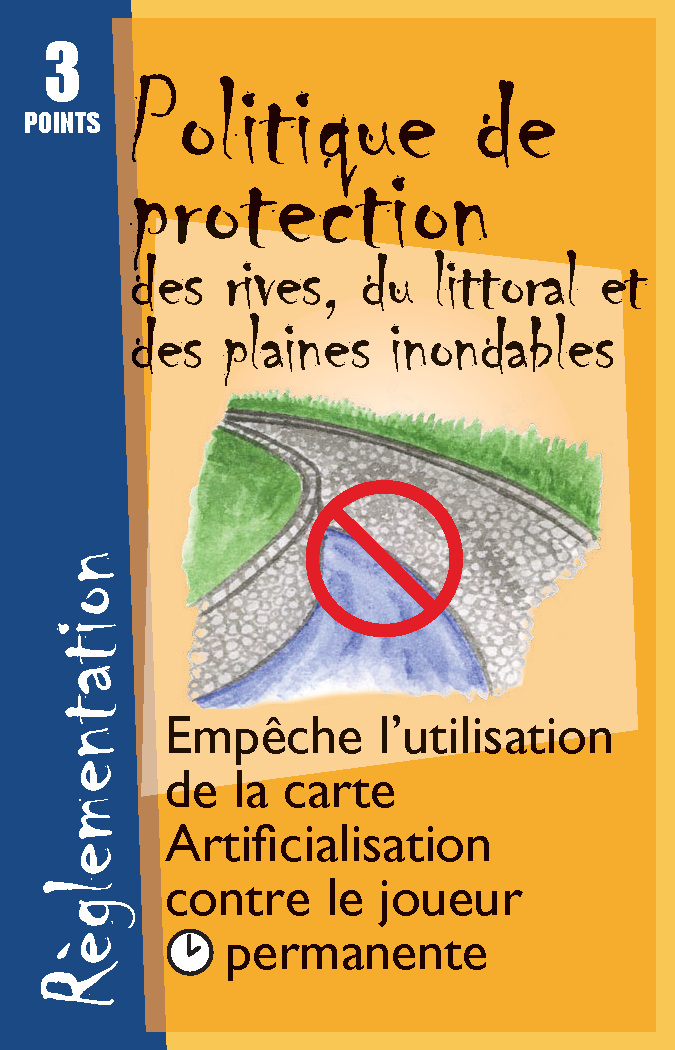 3
POINTS
Politique de
protection
des rives, du littoral et
des plaines inondables
Empêche l’utilisation
de la carte
Artificialisation
contre le joueur
permanente
Règlementation